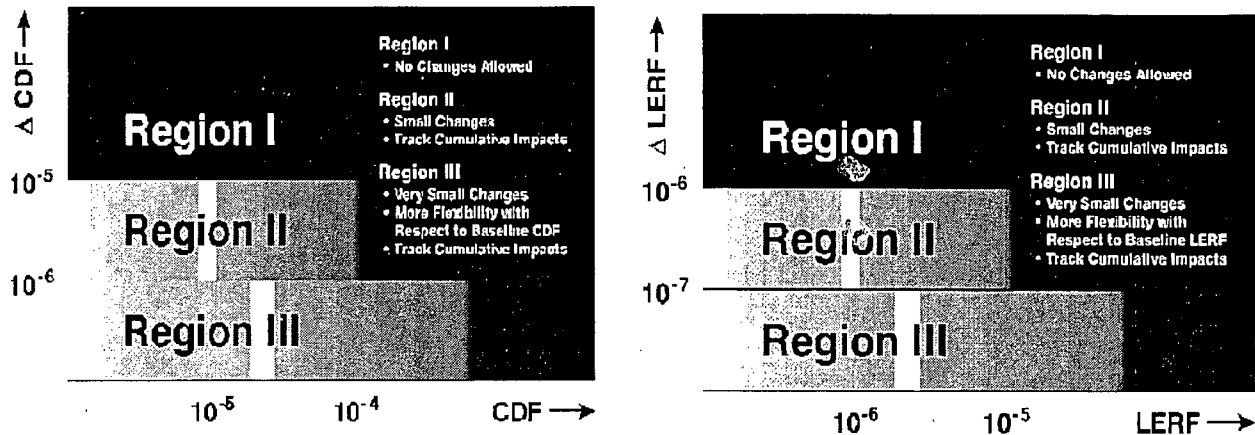 Δ CDF →
Region I
• No Changes Allowed
Region II
• Small Changes
• Track Cumulative Impacts
Region III
• Very Small Changes
• More Flexibility with
Respect to Baseline CDF
• Track Cumulative Impacts
Region I
10⁻⁵
Region II
10⁻⁶
Region III
10⁻⁵
10⁻⁴
CDF →
Δ LERF →
Region I
• No Changes Allowed
Region II
• Small Changes
• Track Cumulative Impacts
Region III
• Very Small Changes
• More Flexibility with
Respect to Baseline LERF
• Track Cumulative Impacts
Region I
10⁻⁶
Region II
10⁻⁷
Region III
10⁻⁶
10⁻⁵
LERF →